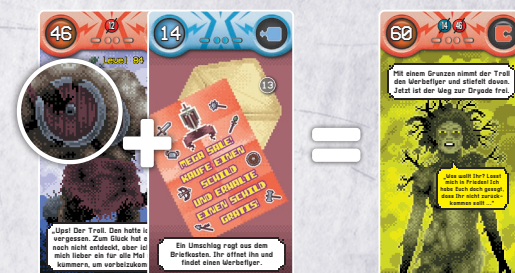 46
12
Level 84
„Ups! Der Troll. Den hatte ic
vergessen. Zum Glück hat e
noch nicht entdeckt, aber ic
mich lieber ein für alle Mal
kümmern, um vorbeizukom
14
13
MEGA SALE!
KAUFE EINEN
SCHILD
UND ERHALTE
EINEN SCHILD
GRATIS!
Ein Umschlag ragt aus dem
Briefkasten. Ihr öffnet ihn und
findet einen Werbeflyer.
60
14 46
Mit einem Grunzen nimmt der Troll
den Werbeflyer und stiefelt davon.
Jetzt ist der Weg zur Dryade frei.
„Was wollt Ihr? Lasst
mich in Frieden! Ich
habe Euch doch gesagt,
dass Ihr nicht zurück-
kommen sollt ..."